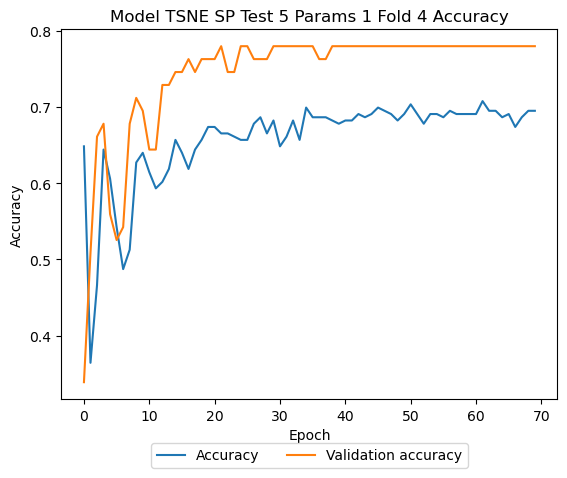 Model TSNE SP Test 5 Params 1 Fold 4 Accuracy
0.8
0.7
0.6
0.5
0.4
Accuracy
0 10 20 30 40 50 60 70
Epoch
Accuracy Validation accuracy